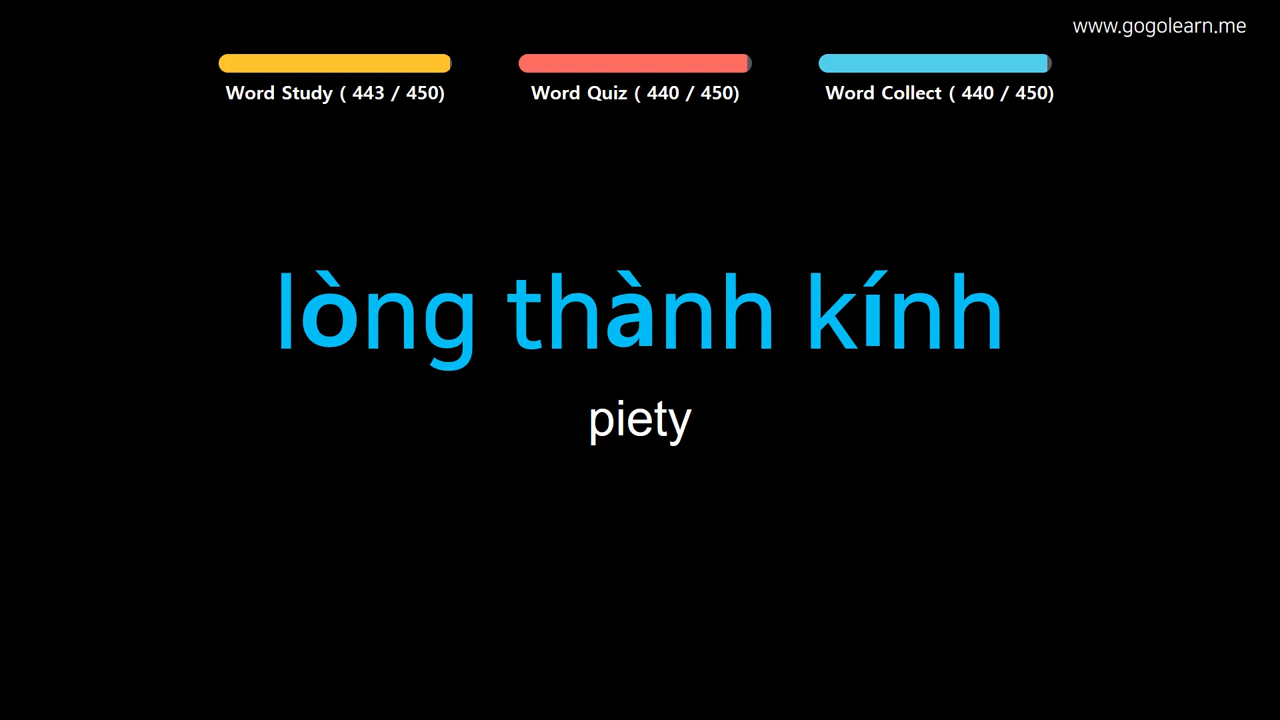 www.gogolearn.me
Word Study ( 443 / 450)
Word Quiz ( 440 / 450)
Word Collect ( 440 / 450)
lòng thành kính
piety